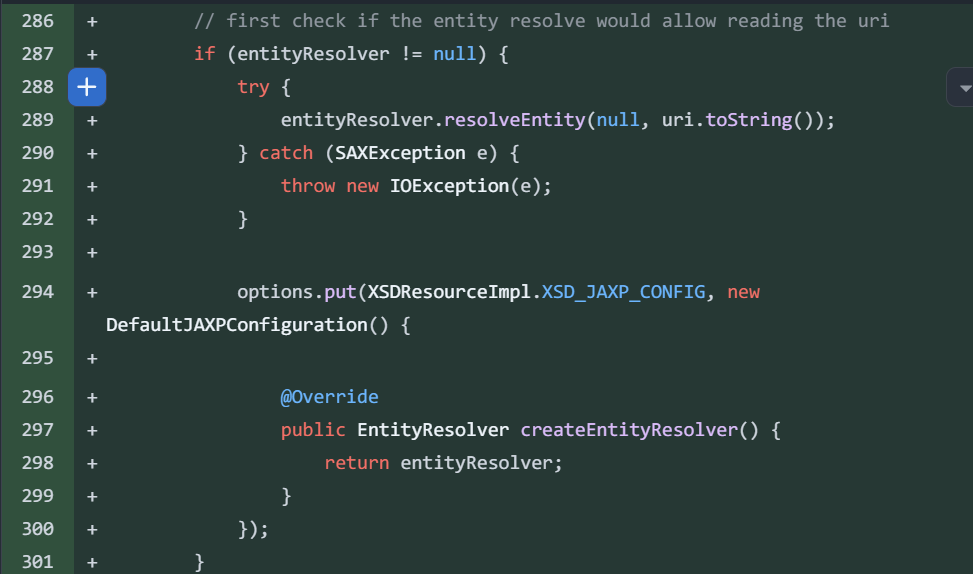 286 + // first check if the entity resolve would allow reading the uri
287 + if (entityResolver != null) {
288 + try {
289 + entityResolver.resolveEntity(null, uri.toString());
290 + } catch (SAXException e) {
291 + throw new IOException(e);
292 + }
293 +
294 + options.put(XSDResourceImpl.XSD_JAXP_CONFIG, new
DefaultJAXPConfiguration() {
295 +
296 + @Override
297 + public EntityResolver createEntityResolver() {
298 + return entityResolver;
299 + }
300 + });
301 + }